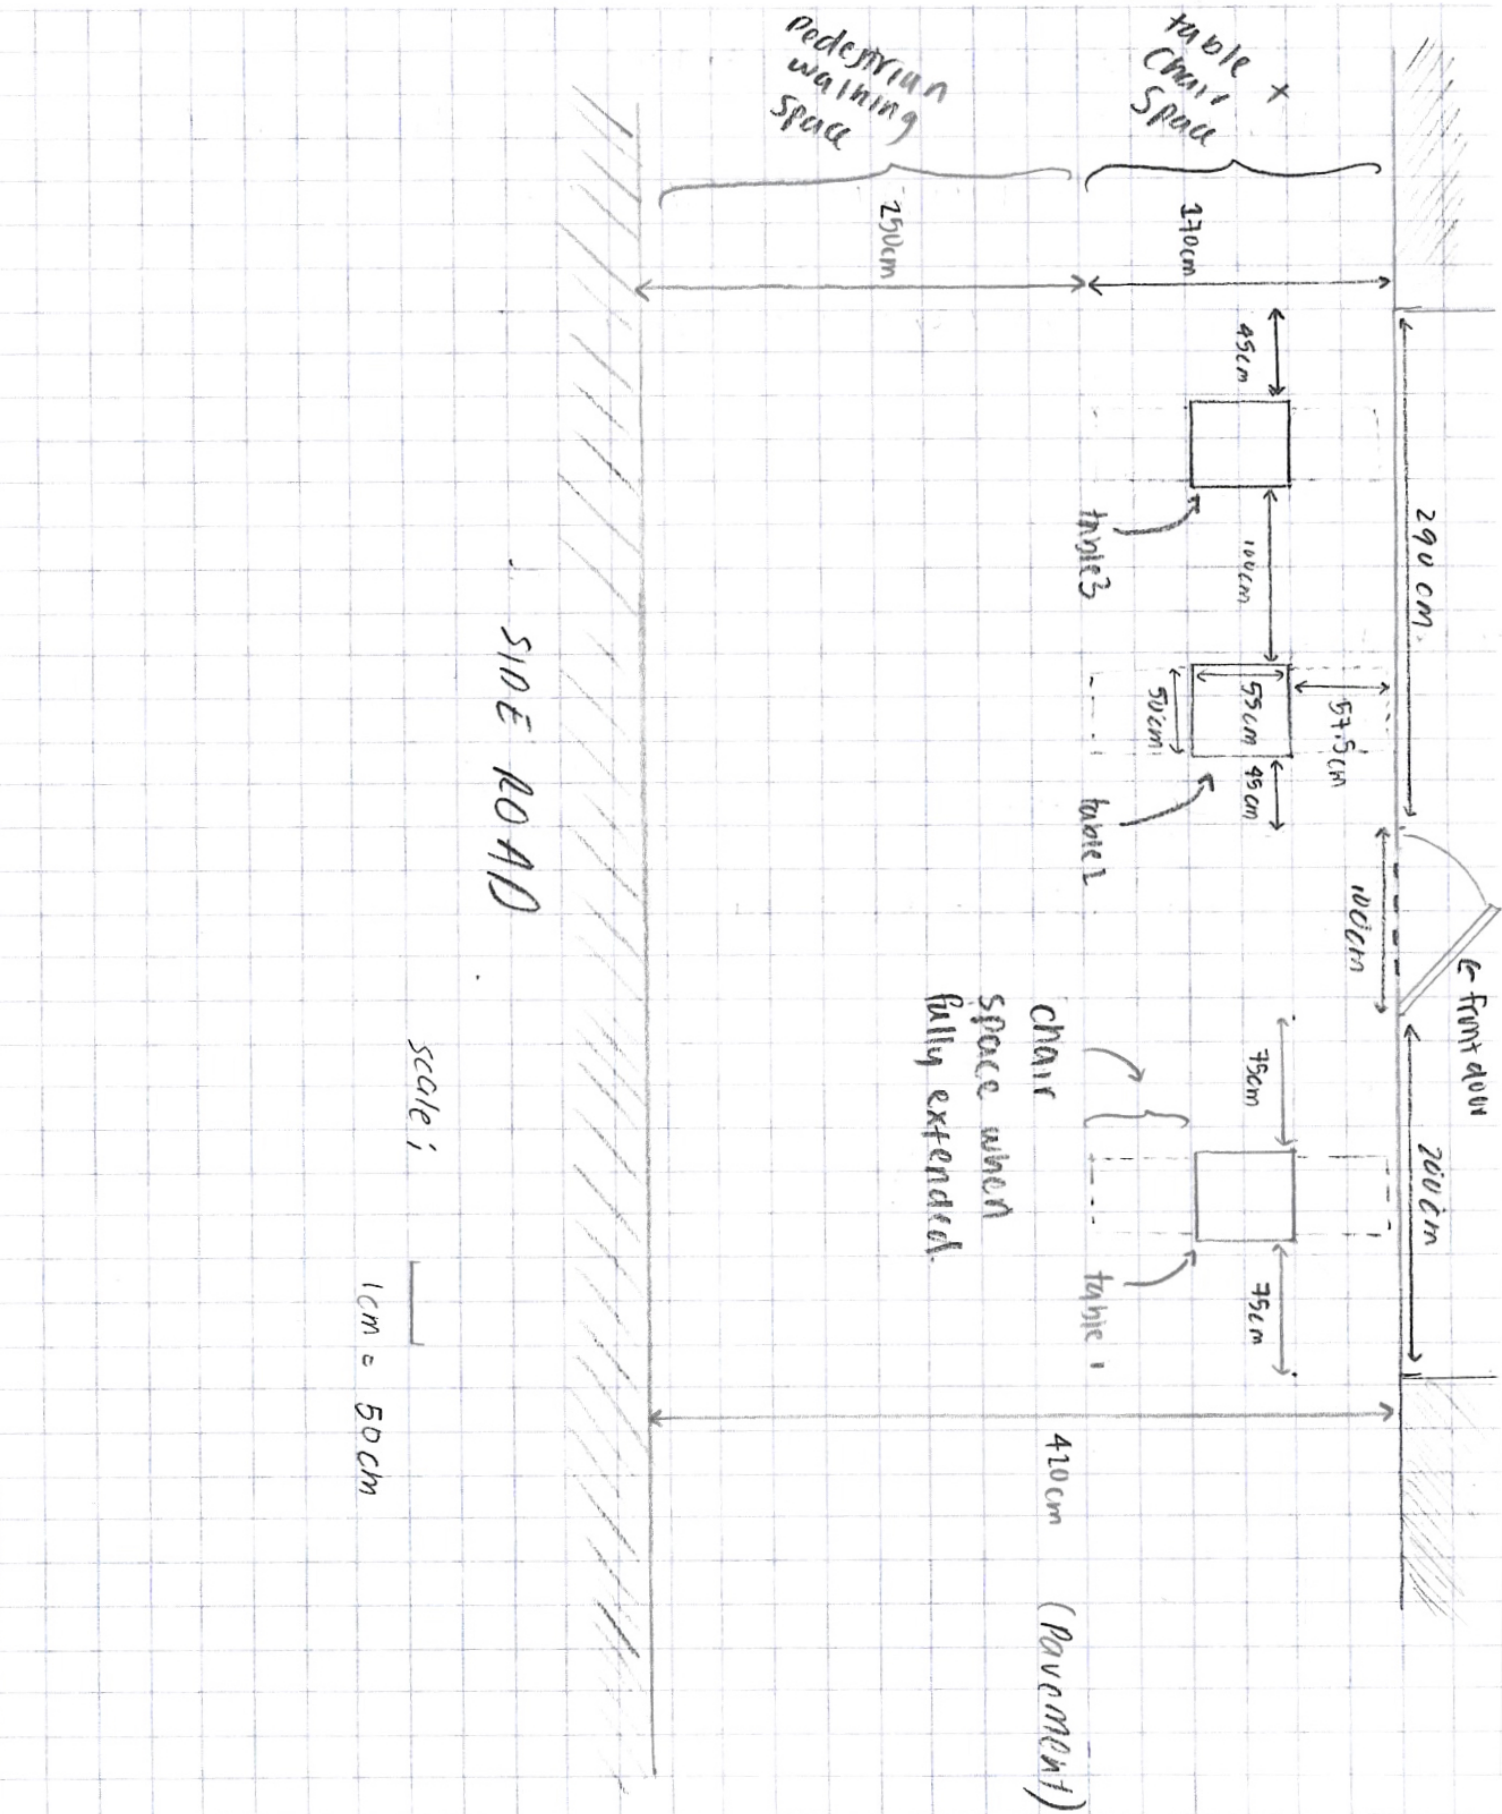 table +
Chair
Space
pedestrian
walking
space
170cm
250cm
45cm
290 cm.
table3
100cm
57.5cm
55cm
50cm
45cm
table2
100cm
← front door
200cm
75cm
chair
space when
fully extended.
table 1
75cm
420cm (Pavement)
SIDE ROAD
scale;
1cm = 50cm